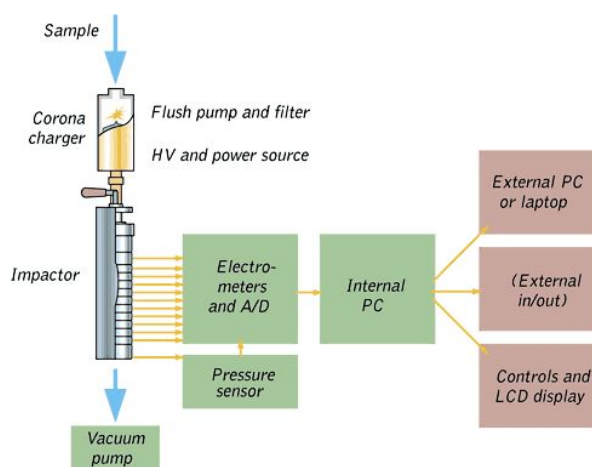 Sample
Corona
charger
Flush pump and filter
HV and power source
Impactor
Electro-
meters
and A/D
Internal
PC
External PC
or laptop
(External
in/out)
Controls and
LCD display
Pressure
sensor
Vacuum
pump